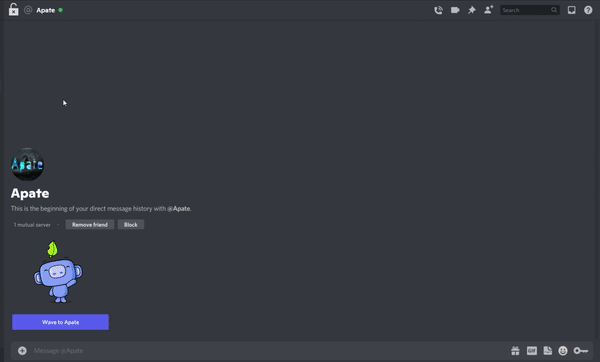 @ Apate
Search
Apate
Apate
This is the beginning of your direct message history with @Apate.
1 mutual server
Remove friend
Block
Wave to Apate
Message @Apate
GIF